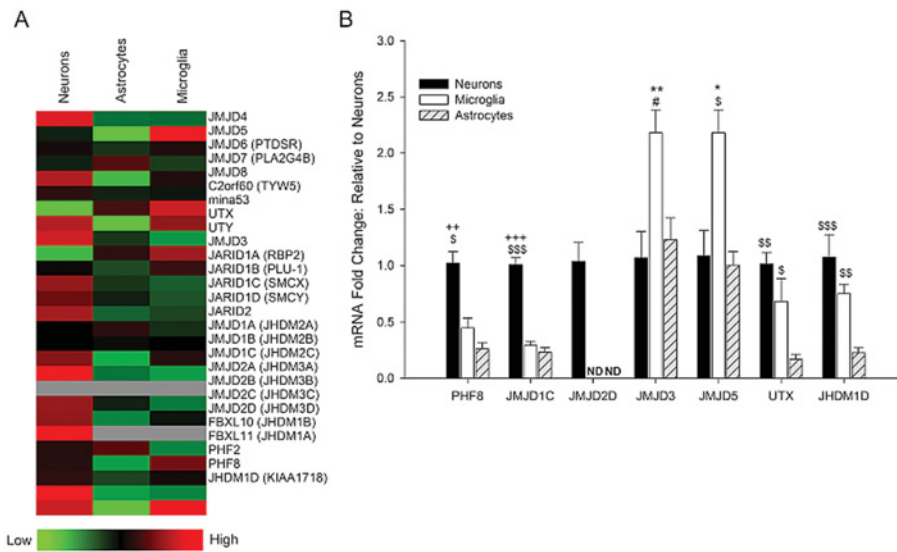 A
Neurons
Astrocytes
Microglia
JMJD4
JMJD5
JMJD6 (PTDSR)
JMJD7 (PLA2G4B)
JMJD8
C2orf60 (TYW5)
mina53
UTX
UTY
JMJD3
JARID1A (RBP2)
JARID1B (PLU-1)
JARID1C (SMCX)
JARID1D (SMCY)
JARID2
JMJD1A (JHDM2A)
JMJD1B (JHDM2B)
JMJD1C (JHDM2C)
JMJD2A (JHDM3A)
JMJD2B (JHDM3B)
JMJD2C (JHDM3C)
JMJD2D (JHDM3D)
FBXL10 (JHDM1B)
FBXL11 (JHDM1A)
PHF2
PHF8
JHDM1D (KIAA1718)
Low High
B
mRNA Fold Change: Relative to Neurons
3.0
2.5
2.0
1.5
1.0
0.5
0.0
Neurons
Microglia
Astrocytes
++
$
+++
$$$
ND ND
**
#
*
$
$$
$
$$$
$$
PHF8 JMJD1C JMJD2D JMJD3 JMJD5 UTX JHDM1D